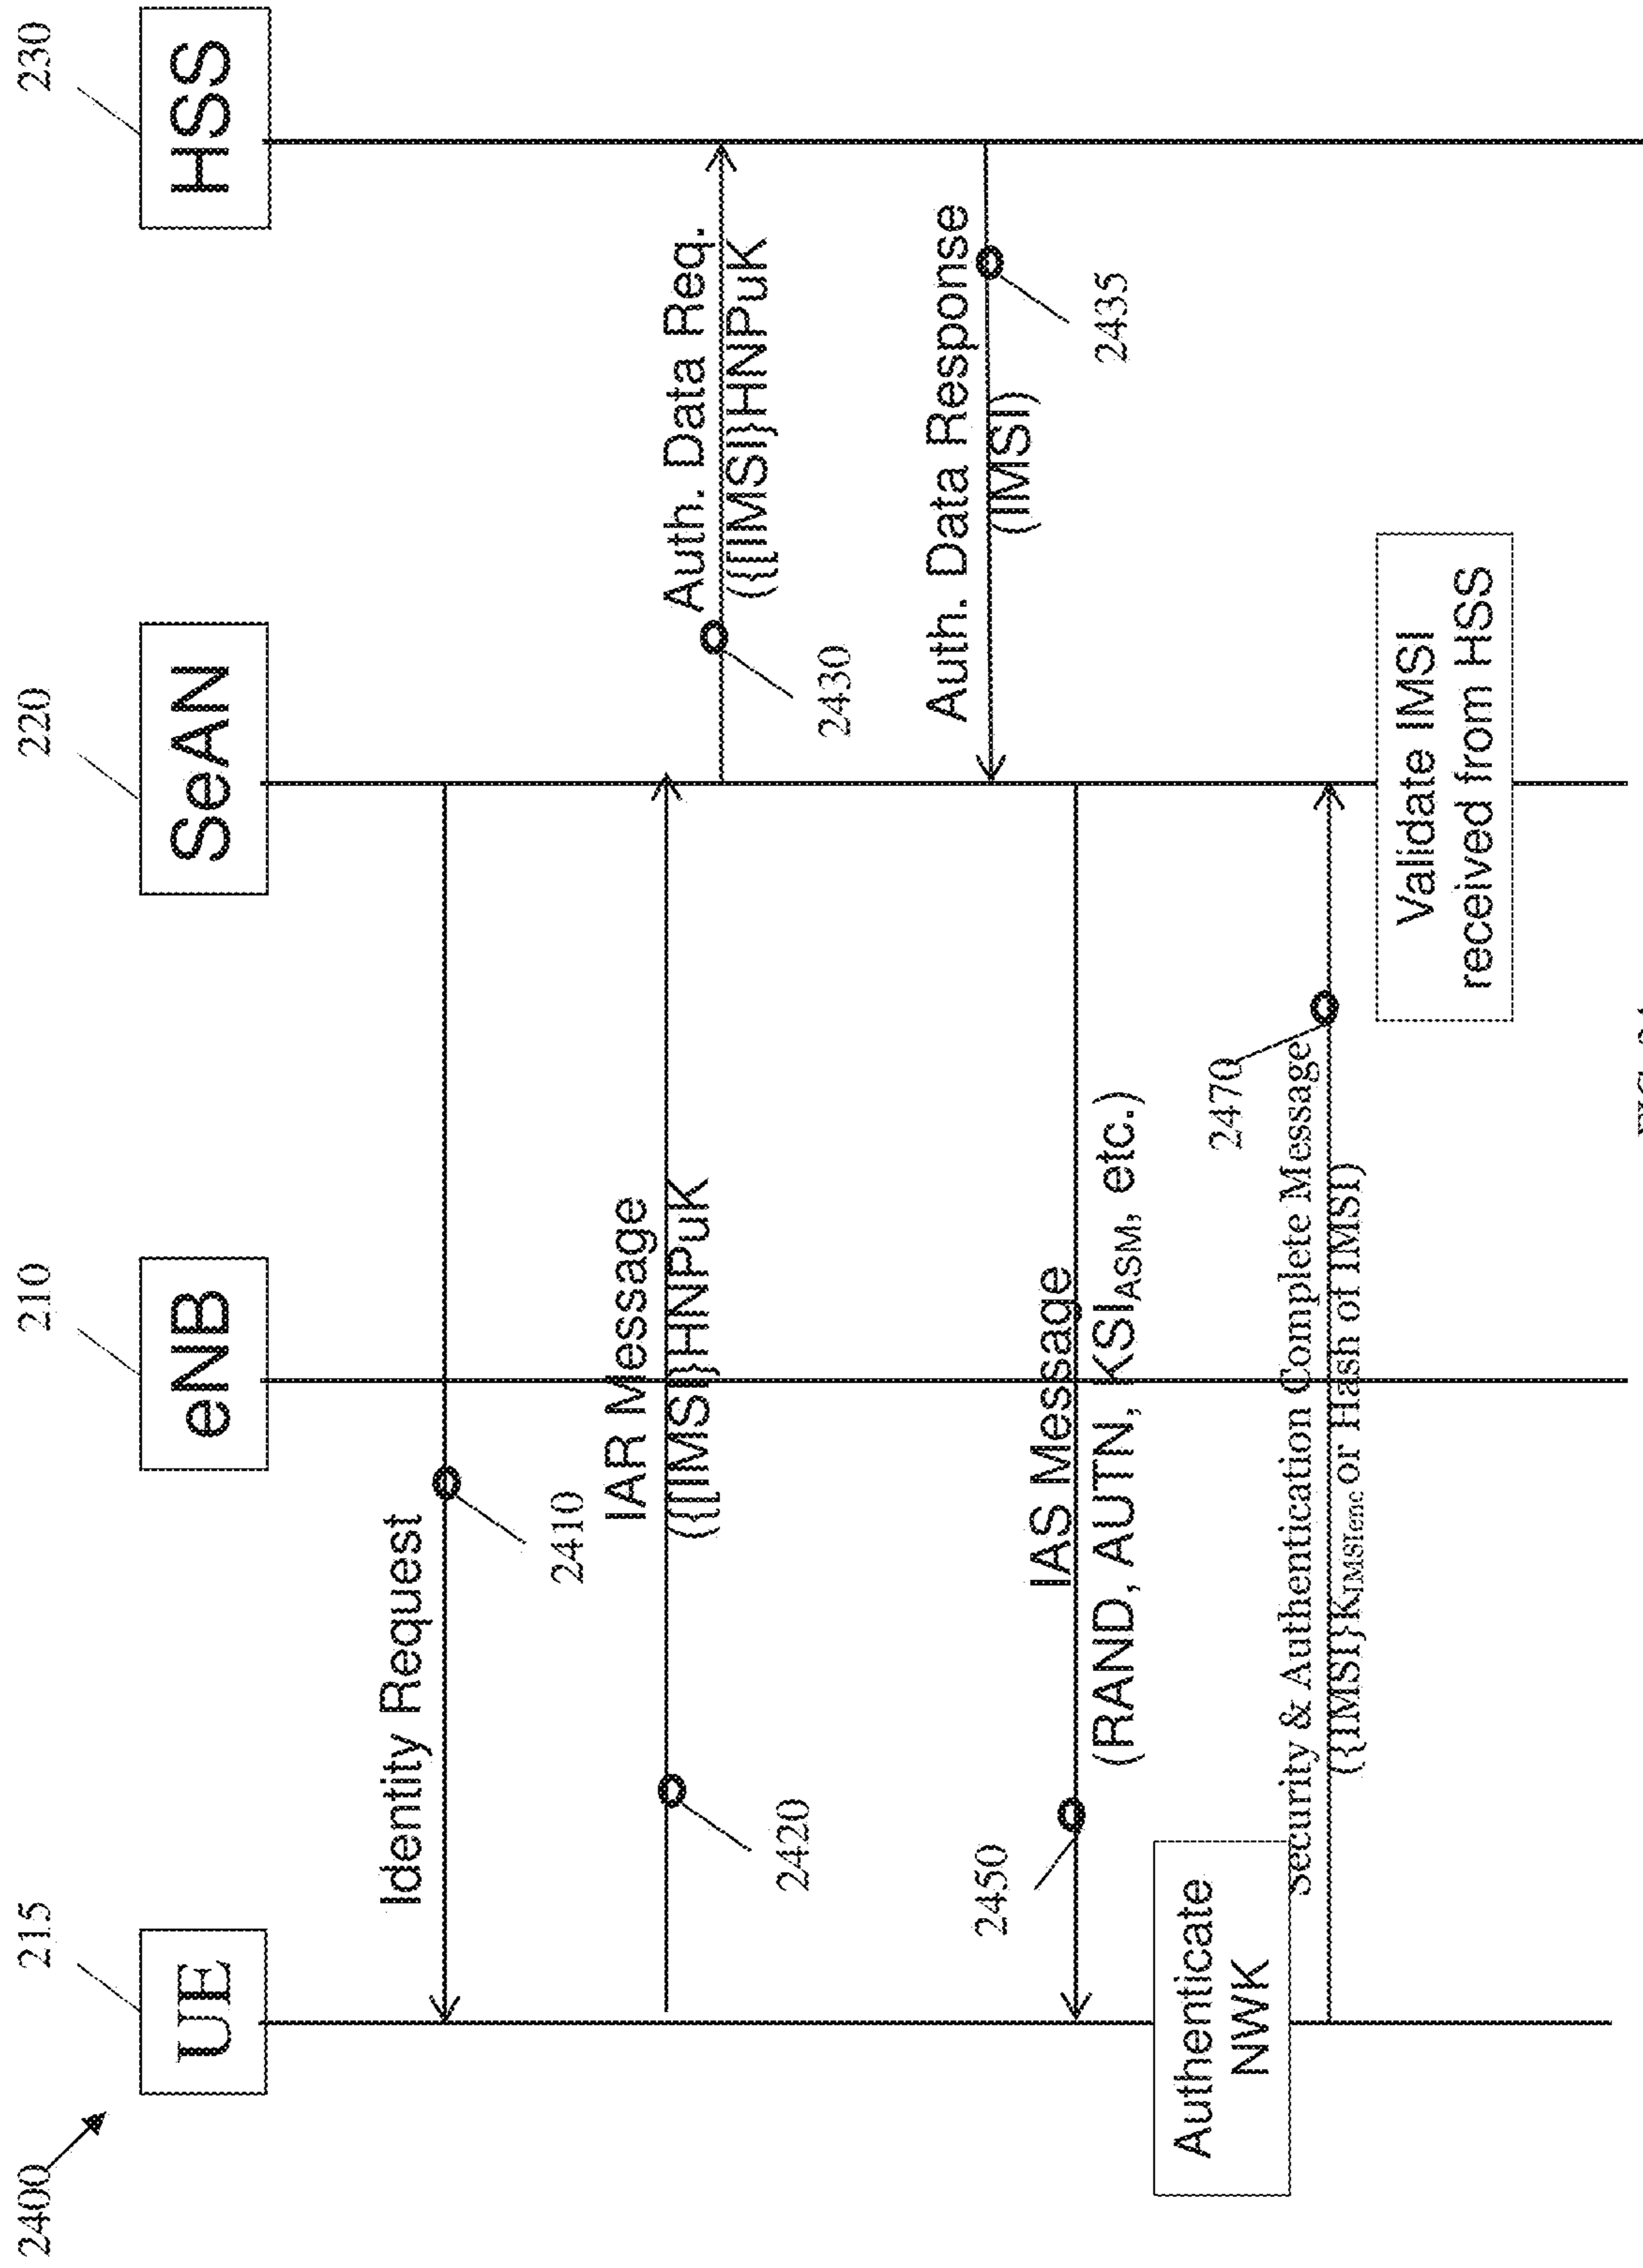 2400
215
210
220
230
UE
eNB
SeAN
HSS
Identity Request
2410
IAR Message
({[IMSI}HNPuK
2420
Auth. Data Req.
({[IMSI}HNPuK
2430
Auth. Data Response
(IMSI)
2435
IAS Message
(RAND, AUTN, KSIASM, etc.)
2450
Authenticate
NWK
2470
Security & Authentication Complete Message
({IMSI}KIMSIenc or Hash of IMSI)
Validate IMSI
received from HSS